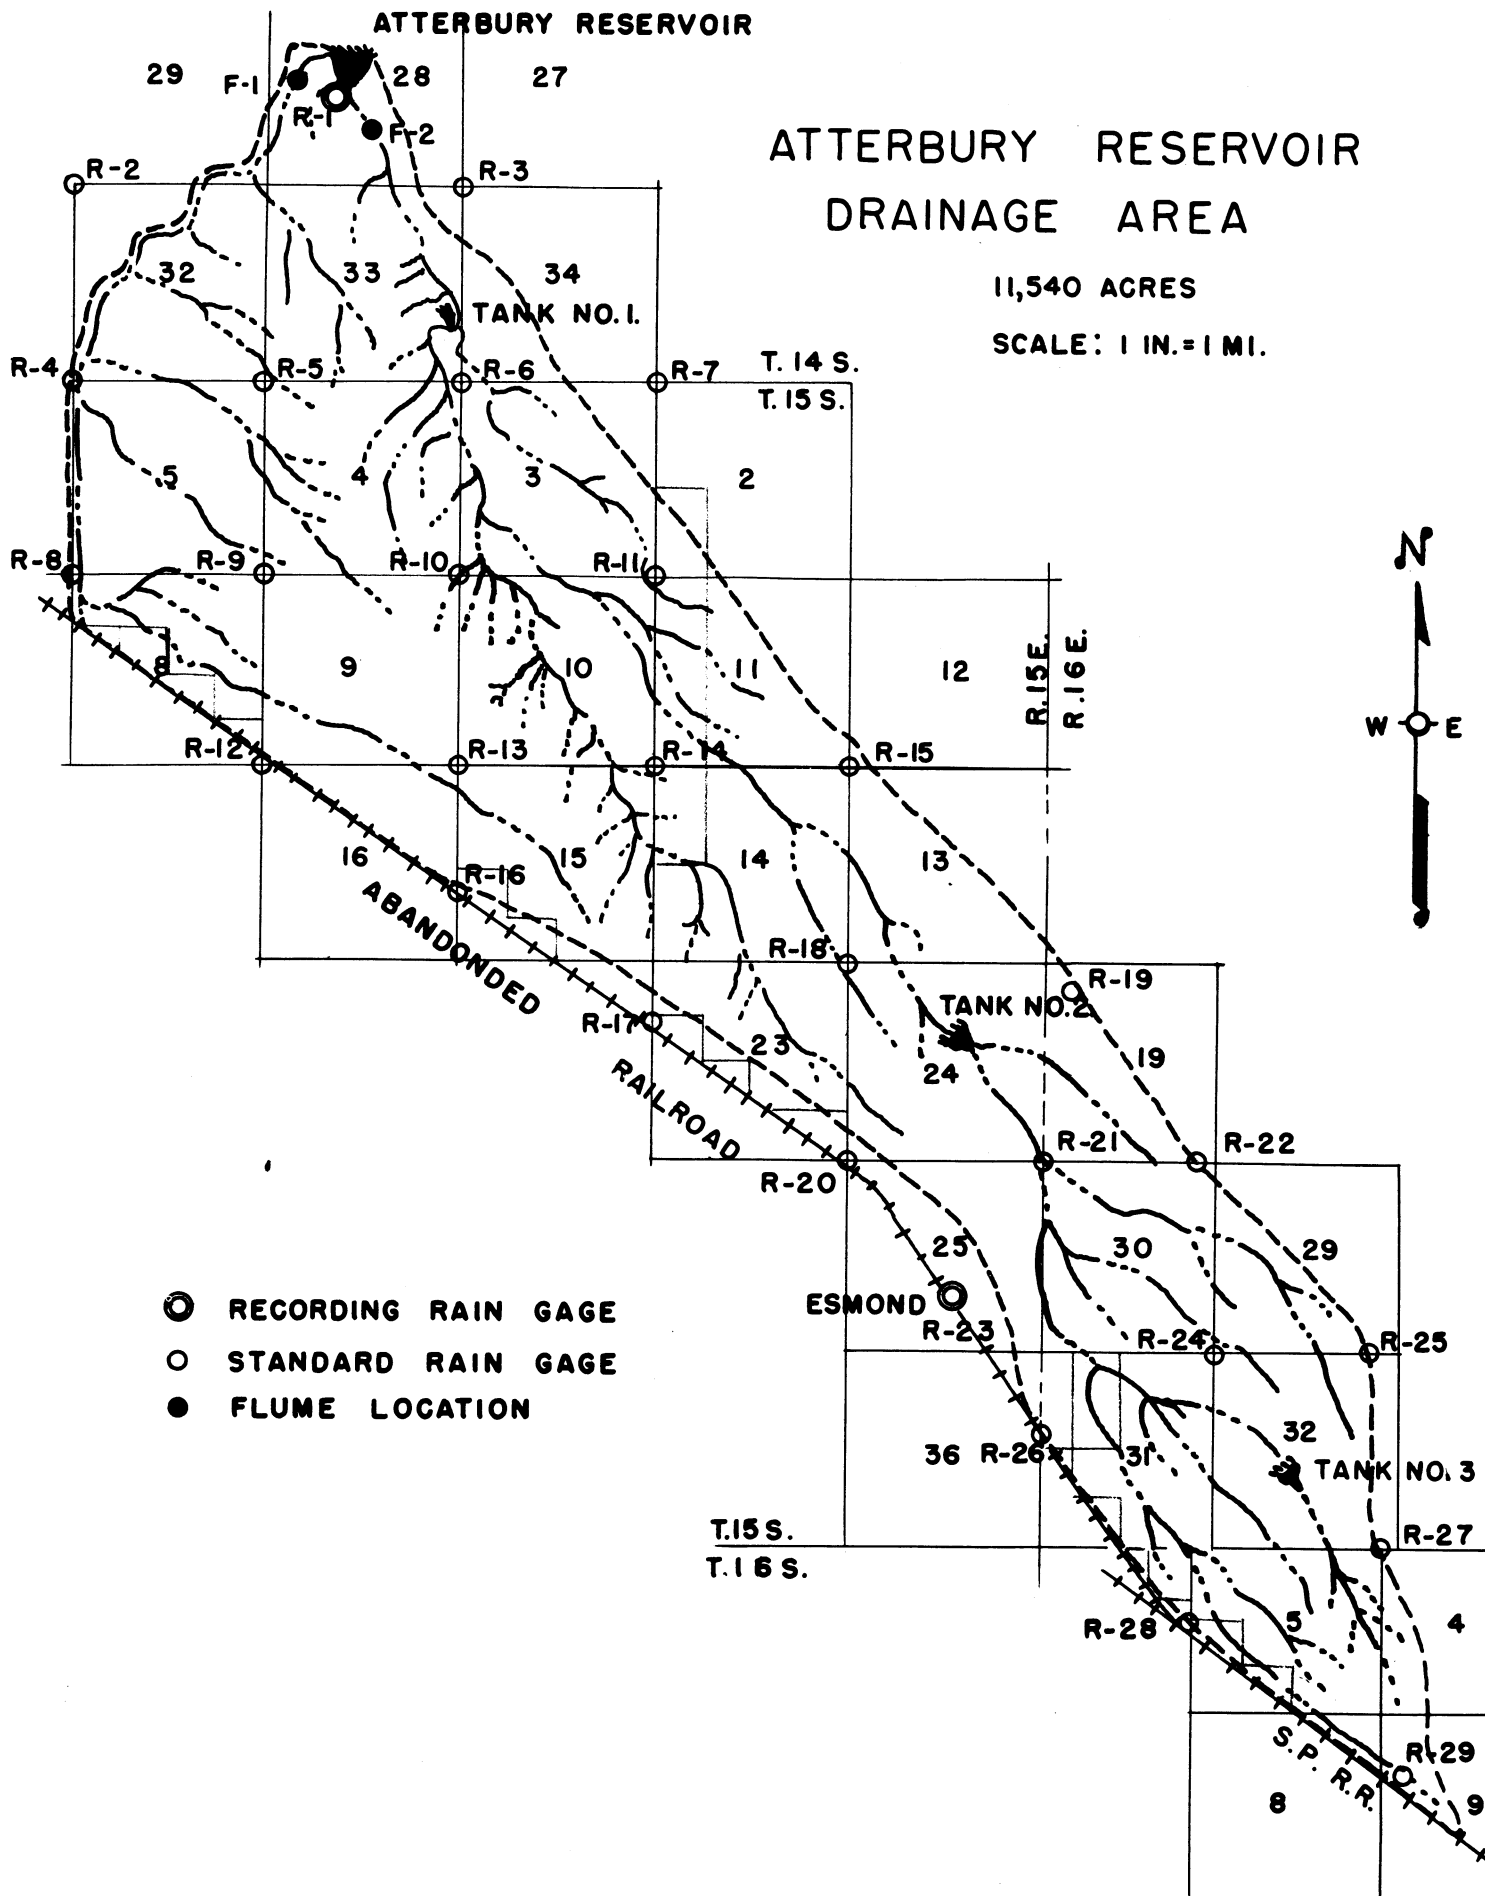 ATTERBURY RESERVOIR
29
F-1
28
27
R-1
F-2
ATTERBURY RESERVOIR
DRAINAGE AREA
11,540 ACRES
SCALE: 1 IN.=1 MI.
R-2
R-3
32
33
34
TANK NO. 1.
R-4
R-5
R-6
R-7
T. 14 S.
T. 15 S.
5
4
3
2
N
R-8
R-9
R-10
R-11
8
9
10
11
12
R.15E.
R.16E.
W
E
R-12
R-13
R-14
R-15
16
R-16
15
14
13
ABANDONDED
RAILROAD
R-17
R-18
R-19
TANK NO. 2
23
24
19
R-20
R-21
R-22
25
30
29
ESMOND
R-23
R-24
R-25
RECORDING RAIN GAGE
STANDARD RAIN GAGE
FLUME LOCATION
36
R-26
31
32
TANK NO. 3
T.15 S.
T.16 S.
R-27
R-28
5
4
S.P. R.R.
R-29
8
9